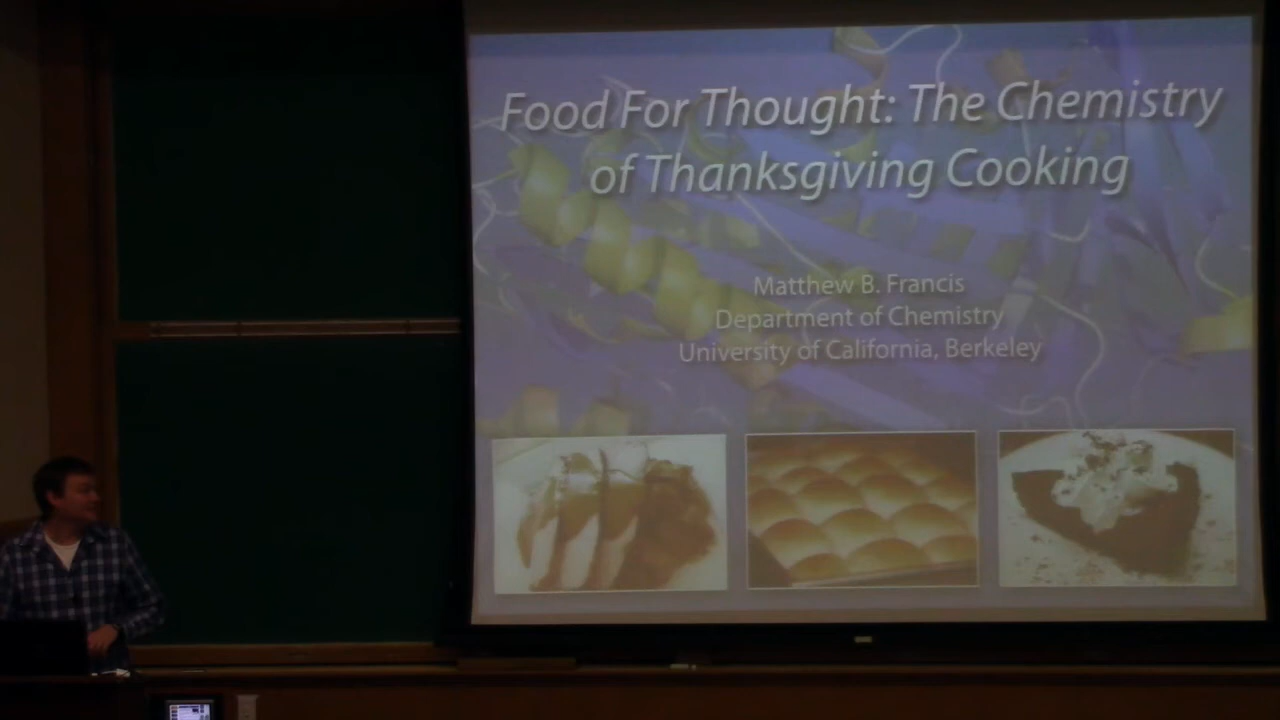 Food For Thought: The Chemistry
of Thanksgiving Cooking
Matthew B. Francis
Department of Chemistry
University of California, Berkeley